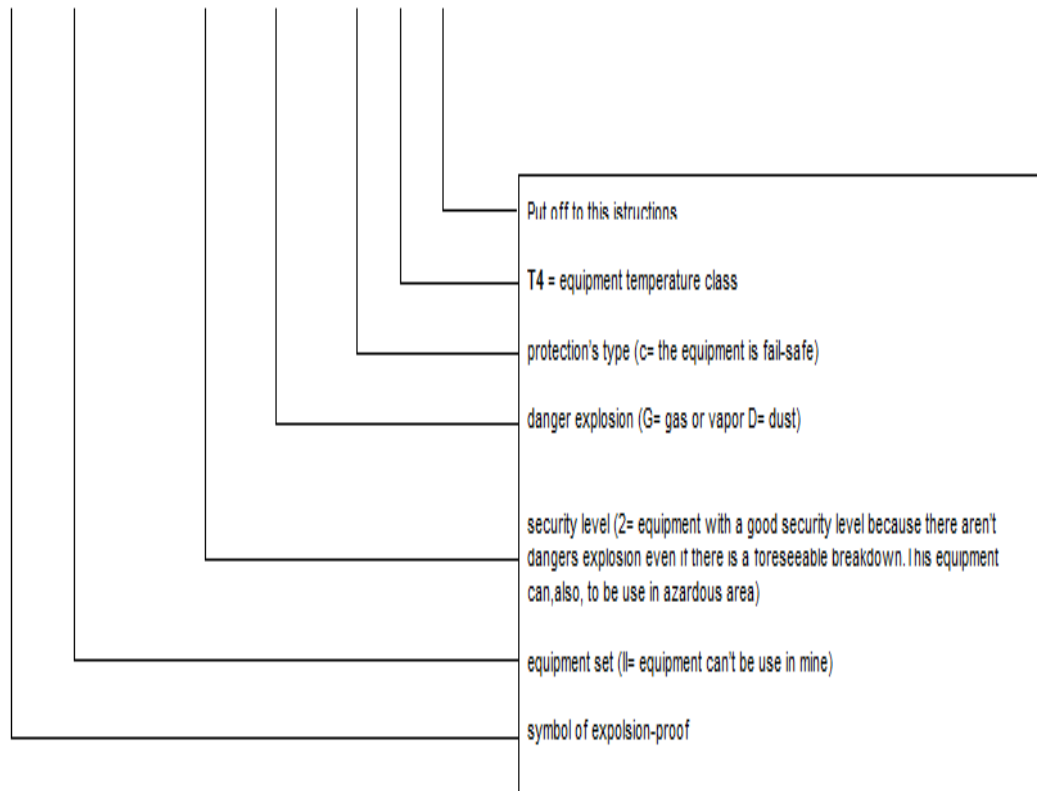 Put off to this istructions
T4 = equipment temperature class
protection's type (c= the equipment is fail-safe)
danger explosion (G= gas or vapor D= dust)
security level (2= equipment with a good security level because there aren't
dangers explosion even if there is a foreseeable breakdown.This equipment
can,also, to be use in azardous area)
equipment set (II= equipment can't be use in mine)
symbol of expolsion-proof